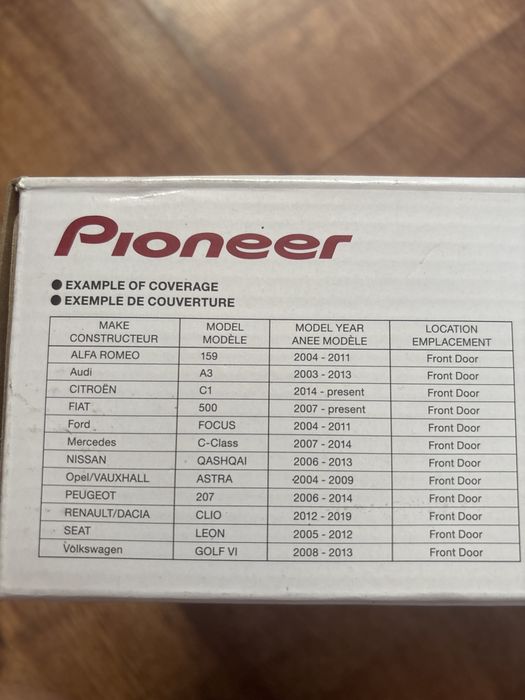 Pioneer
● EXAMPLE OF COVERAGE
● EXEMPLE DE COUVERTURE
MAKE MODEL MODEL YEAR LOCATION
CONSTRUCTEUR MODÈLE ANEE MODÈLE EMPLACEMENT
ALFA ROMEO 159 2004 - 2011 Front Door
Audi A3 2003 - 2013 Front Door
CITROËN C1 2014 - present Front Door
FIAT 500 2007 - present Front Door
Ford FOCUS 2004 - 2011 Front Door
Mercedes C-Class 2007 - 2014 Front Door
NISSAN QASHQAI 2006 - 2013 Front Door
Opel/VAUXHALL ASTRA 2004 - 2009 Front Door
PEUGEOT 207 2006 - 2014 Front Door
RENAULT/DACIA CLIO 2012 - 2019 Front Door
SEAT LEON 2005 - 2012 Front Door
Volkswagen GOLF VI 2008 - 2013 Front Door